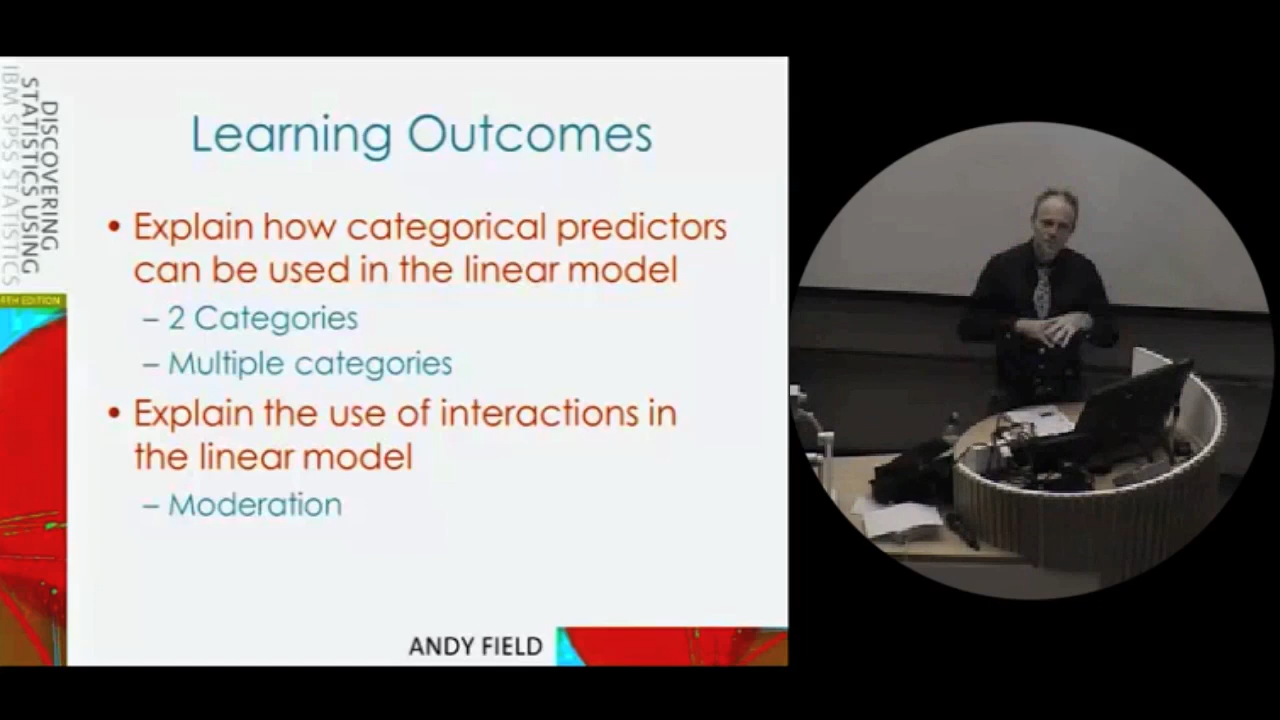 DISCOVERING
STATISTICS USING
IBM SPSS STATISTICS
Learning Outcomes
• Explain how categorical predictors
can be used in the linear model
– 2 Categories
– Multiple categories
• Explain the use of interactions in
the linear model
– Moderation
EDITION
ANDY FIELD